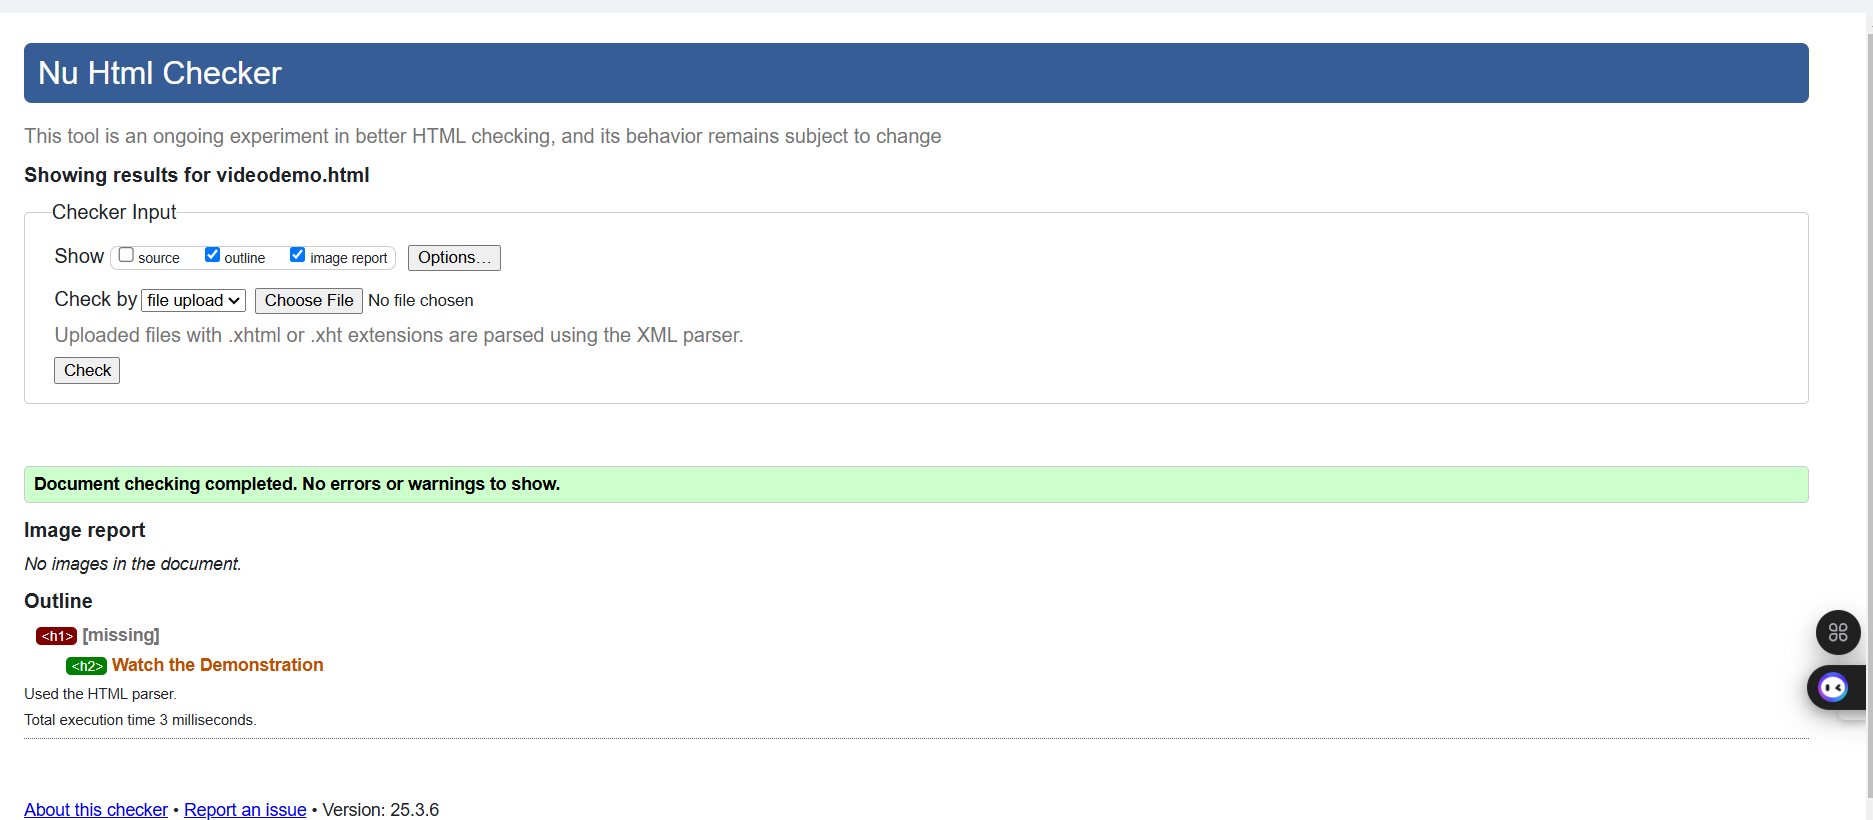 Nu Html Checker
This tool is an ongoing experiment in better HTML checking, and its behavior remains subject to change
Showing results for videodemo.html
Checker Input
Show source outline image report Options...
Check by file upload Choose File No file chosen
Uploaded files with .xhtml or .xht extensions are parsed using the XML parser.
Check
Document checking completed. No errors or warnings to show.
Image report
No images in the document.
Outline
<h1> [missing]
<h2> Watch the Demonstration
Used the HTML parser.
Total execution time 3 milliseconds.
About this checker • Report an issue • Version: 25.3.6